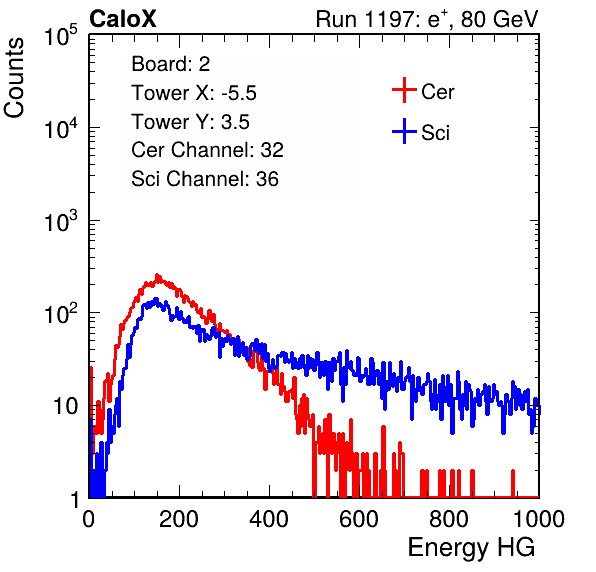 CaloX Run 1197: e⁺, 80 GeV
Counts
10⁵
10⁴
10³
10²
10
1
Board: 2
Tower X: -5.5
Tower Y: 3.5
Cer Channel: 32
Sci Channel: 36
Cer
Sci
0 200 400 600 800 1000
Energy HG